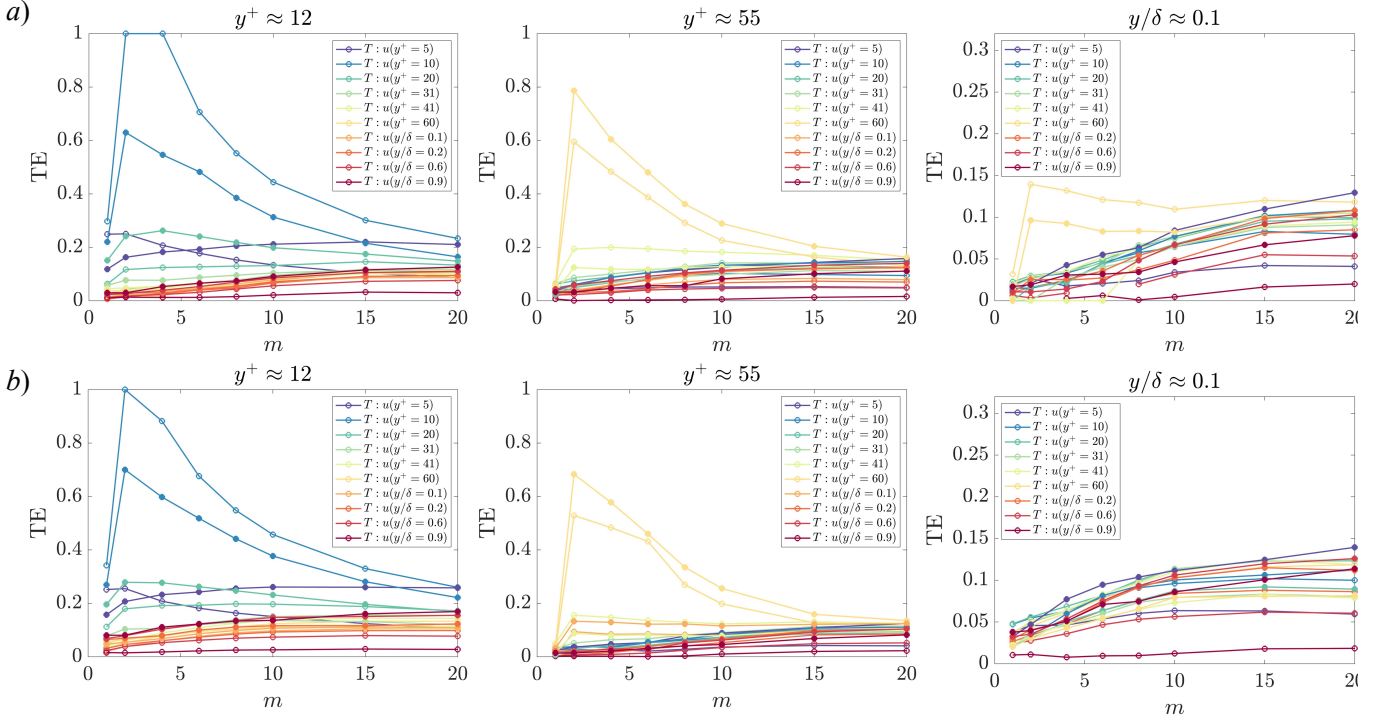 a)
y⁺ ≈ 12
TE
1
0.8
0.6
0.4
0.2
0
0 5 10 15 20
m
T : u(y⁺ = 5)
T : u(y⁺ = 10)
T : u(y⁺ = 20)
T : u(y⁺ = 31)
T : u(y⁺ = 41)
T : u(y⁺ = 60)
T : u(y/δ = 0.1)
T : u(y/δ = 0.2)
T : u(y/δ = 0.6)
T : u(y/δ = 0.9)
y⁺ ≈ 55
TE
1
0.8
0.6
0.4
0.2
0
0 5 10 15 20
m
T : u(y⁺ = 5)
T : u(y⁺ = 10)
T : u(y⁺ = 20)
T : u(y⁺ = 31)
T : u(y⁺ = 41)
T : u(y⁺ = 60)
T : u(y/δ = 0.1)
T : u(y/δ = 0.2)
T : u(y/δ = 0.6)
T : u(y/δ = 0.9)
y/δ ≈ 0.1
TE
0.3
0.25
0.2
0.15
0.1
0.05
0
0 5 10 15 20
m
T : u(y⁺ = 5)
T : u(y⁺ = 10)
T : u(y⁺ = 20)
T : u(y⁺ = 31)
T : u(y⁺ = 41)
T : u(y⁺ = 60)
T : u(y/δ = 0.2)
T : u(y/δ = 0.6)
T : u(y/δ = 0.9)
b)
y⁺ ≈ 12
TE
1
0.8
0.6
0.4
0.2
0
0 5 10 15 20
m
T : u(y⁺ = 5)
T : u(y⁺ = 10)
T : u(y⁺ = 20)
T : u(y⁺ = 31)
T : u(y⁺ = 41)
T : u(y⁺ = 60)
T : u(y/δ = 0.1)
T : u(y/δ = 0.2)
T : u(y/δ = 0.6)
T : u(y/δ = 0.9)
y⁺ ≈ 55
TE
1
0.8
0.6
0.4
0.2
0
0 5 10 15 20
m
T : u(y⁺ = 5)
T : u(y⁺ = 10)
T : u(y⁺ = 20)
T : u(y⁺ = 31)
T : u(y⁺ = 41)
T : u(y⁺ = 60)
T : u(y/δ = 0.1)
T : u(y/δ = 0.2)
T : u(y/δ = 0.6)
T : u(y/δ = 0.9)
y/δ ≈ 0.1
TE
0.3
0.25
0.2
0.15
0.1
0.05
0
0 5 10 15 20
m
T : u(y⁺ = 5)
T : u(y⁺ = 10)
T : u(y⁺ = 20)
T : u(y⁺ = 31)
T : u(y⁺ = 41)
T : u(y⁺ = 60)
T : u(y/δ = 0.2)
T : u(y/δ = 0.6)
T : u(y/δ = 0.9)